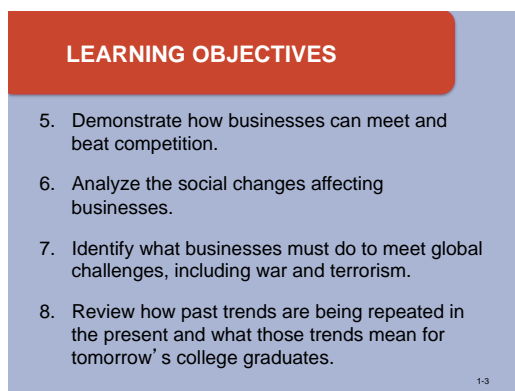 LEARNING OBJECTIVES
5. Demonstrate how businesses can meet and
beat competition.
6. Analyze the social changes affecting
businesses.
7. Identify what businesses must do to meet global
challenges, including war and terrorism.
8. Review how past trends are being repeated in
the present and what those trends mean for
tomorrow’s college graduates.
1-3